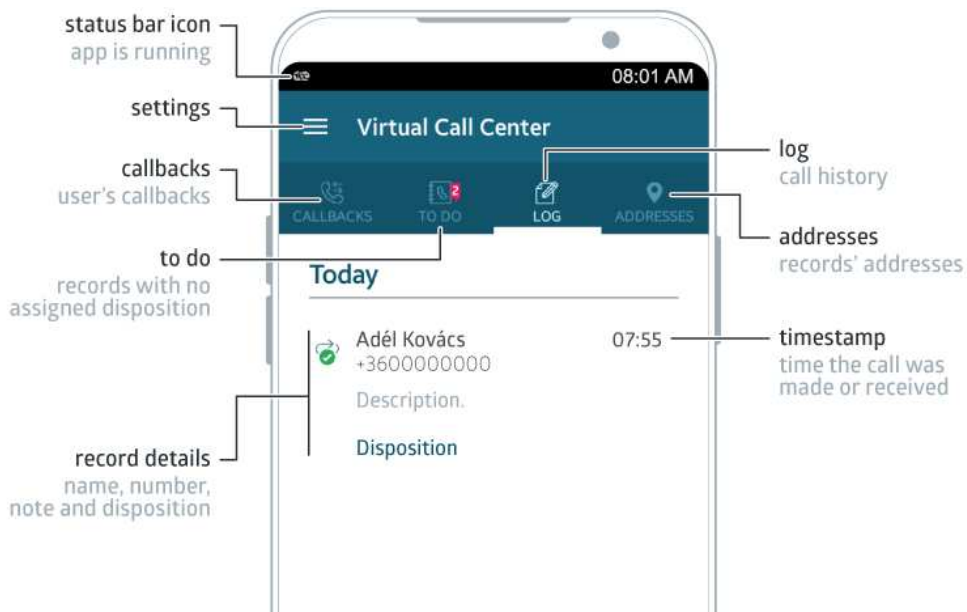 status bar icon
app is running
08:01 AM
settings
Virtual Call Center
callbacks
user's callbacks
log
call history
2
CALLBACKS
TO DO
LOG
ADDRESSES
to do
records with no
assigned disposition
addresses
records' addresses
Today
Adél Kovács
07:55
+3600000000
timestamp
time the call was
made or received
Description.
Disposition
record details
name, number,
note and disposition